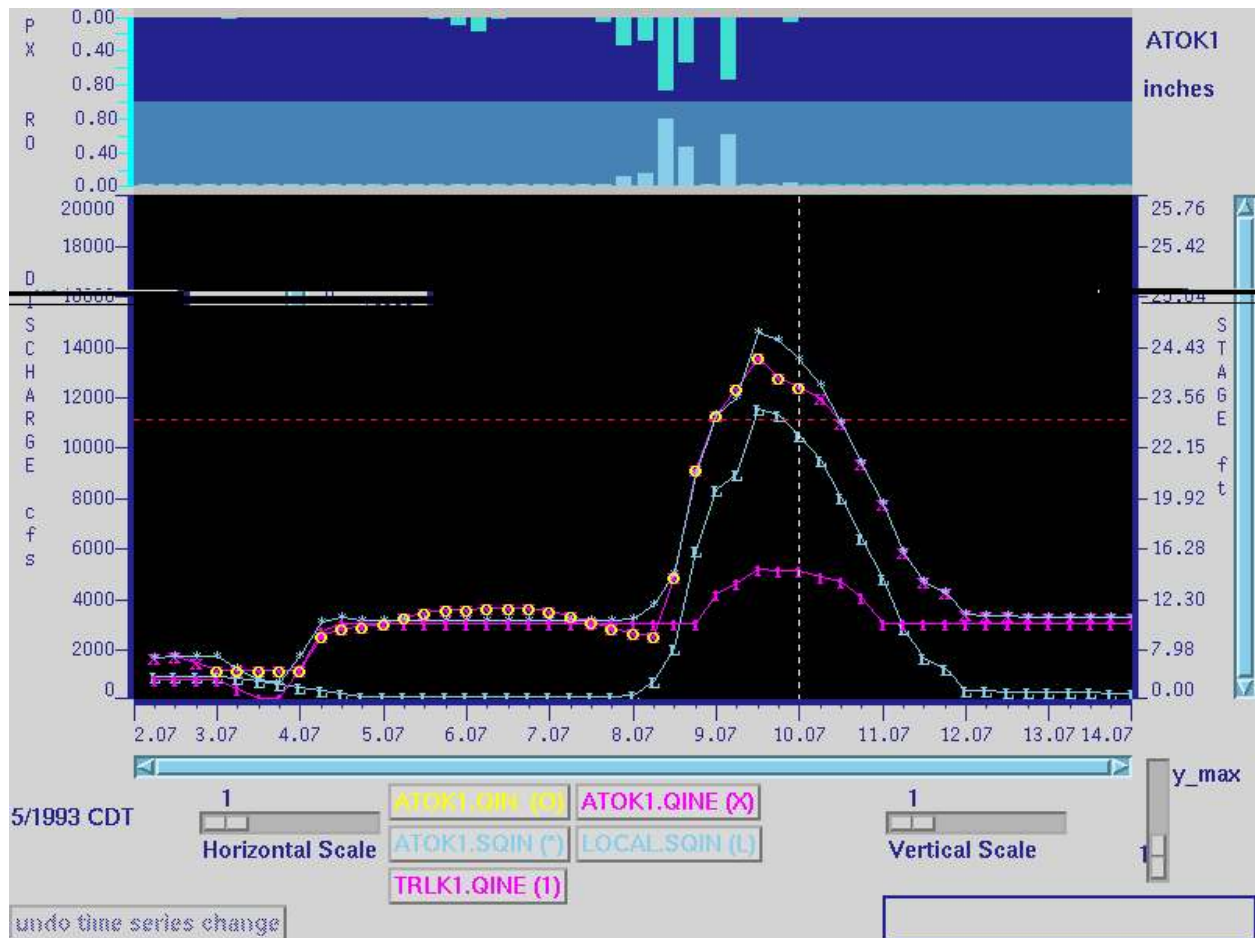 P
X
0.00
0.40
0.80
ATOK1
inches
R
O
0.80
0.40
0.00
20000
18000
16000
14000
12000
10000
8000
6000
4000
2000
0
D
I
S
C
H
A
R
G
E
c
f
s
25.76
25.42
25.04
24.43
23.56
22.15
19.92
16.28
12.30
7.98
0.00
S
T
A
G
E
f
t
2.07 3.07 4.07 5.07 6.07 7.07 8.07 9.07 10.07 11.07 12.07 13.07 14.07
y_max
1
5/1993 CDT
1
Horizontal Scale
ATOK1.QIN (O) ATOK1.QINE (X)
ATOK1.SQIN (*) LOCAL.SQIN (L)
TRLK1.QINE (1)
1
Vertical Scale
undo time series change